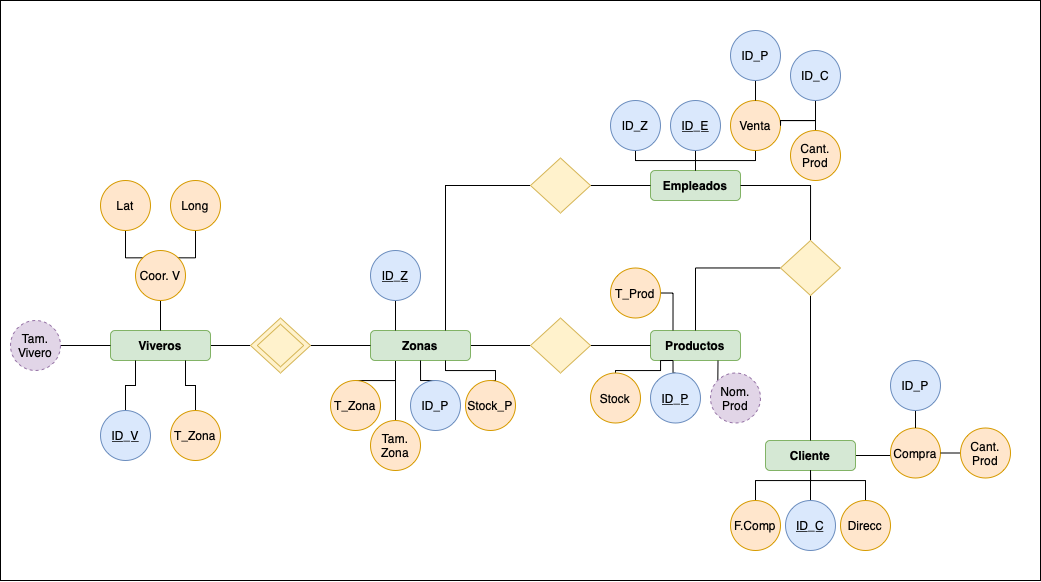 ID_P
ID_C
ID_Z
ID_E
Venta
Cant.
Prod
Empleados
Lat
Long
Coor. V
ID_Z
T_Prod
Tam.
Vivero
Viveros
Zonas
Productos
T_Zona
ID_P
Stock_P
Stock
ID_P
Nom.
Prod
ID_P
ID_V
T_Zona
Tam.
Zona
Cliente
Compra
Cant.
Prod
F.Comp
ID_C
Direcc